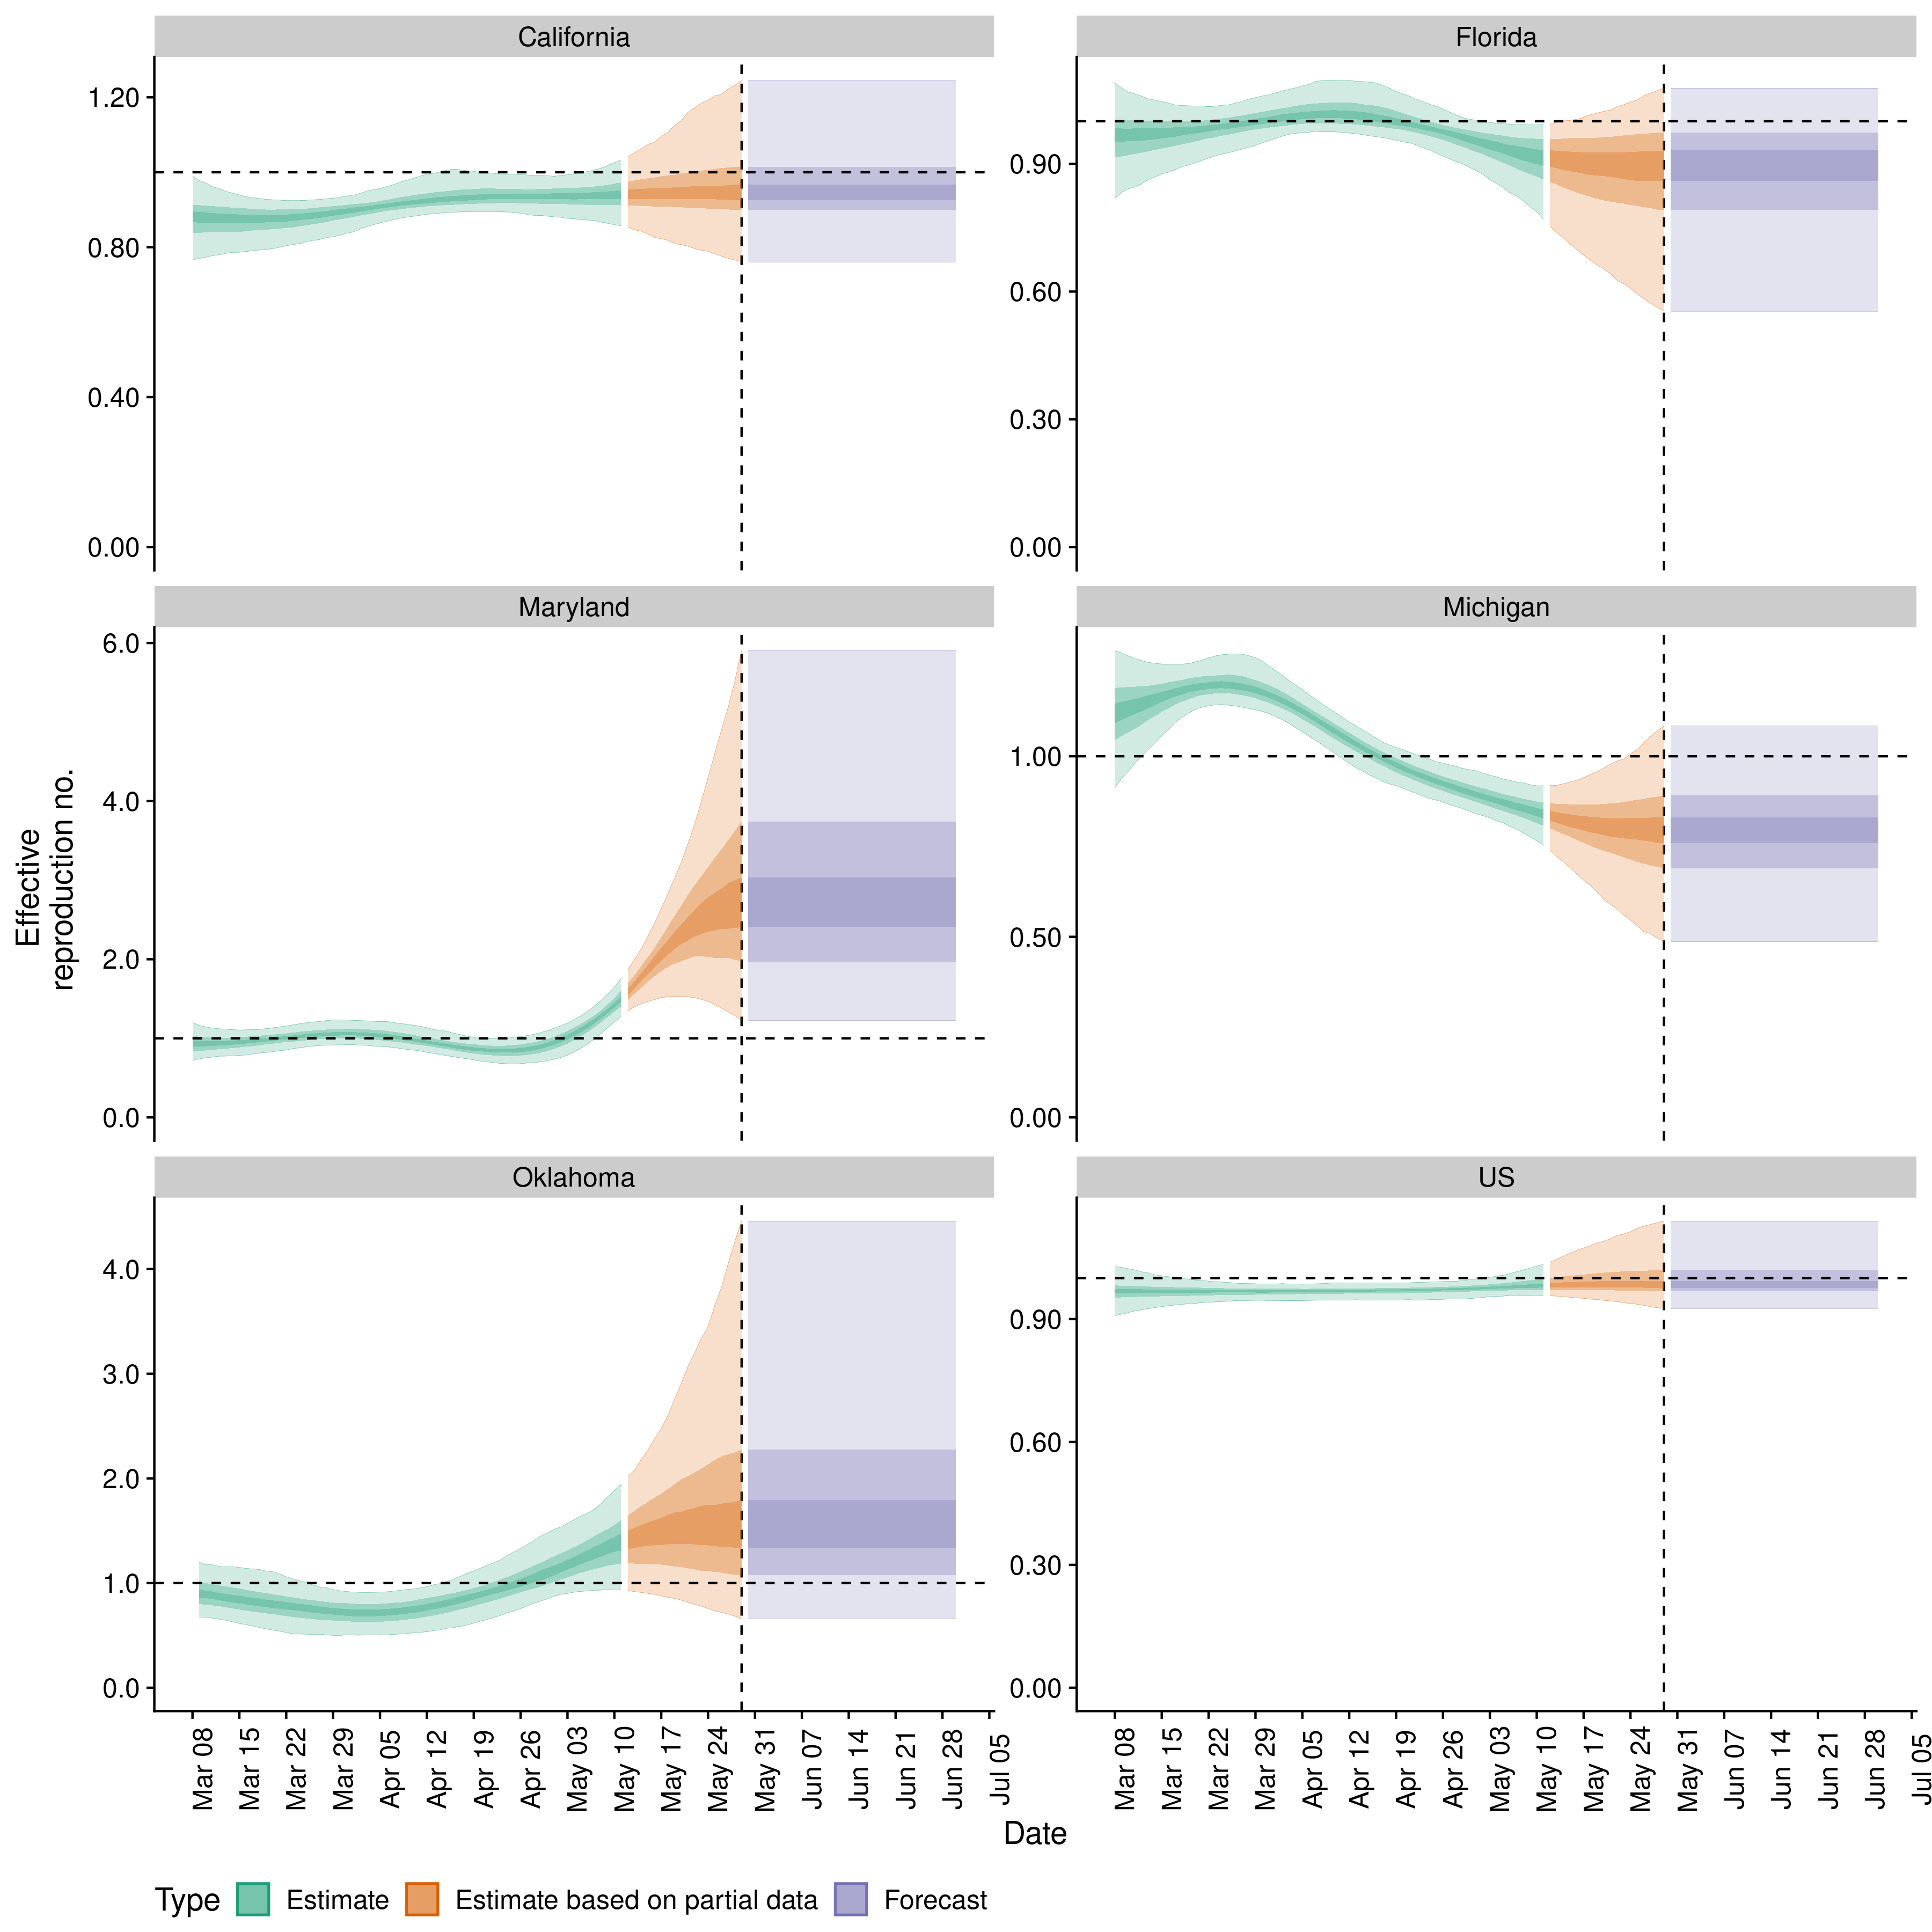 California
Florida
1.20
0.80
0.40
0.00
0.90
0.60
0.30
0.00
Maryland
Michigan
6.0
4.0
2.0
0.0
1.00
0.50
0.00
Effective
reproduction no.
Oklahoma
US
4.0
3.0
2.0
1.0
0.0
0.90
0.60
0.30
0.00
Mar 08
Mar 15
Mar 22
Mar 29
Apr 05
Apr 12
Apr 19
Apr 26
May 03
May 10
May 17
May 24
May 31
Jun 07
Jun 14
Jun 21
Jun 28
Jul 05
Mar 08
Mar 15
Mar 22
Mar 29
Apr 05
Apr 12
Apr 19
Apr 26
May 03
May 10
May 17
May 24
May 31
Jun 07
Jun 14
Jun 21
Jun 28
Jul 05
Date
Type Estimate Estimate based on partial data Forecast